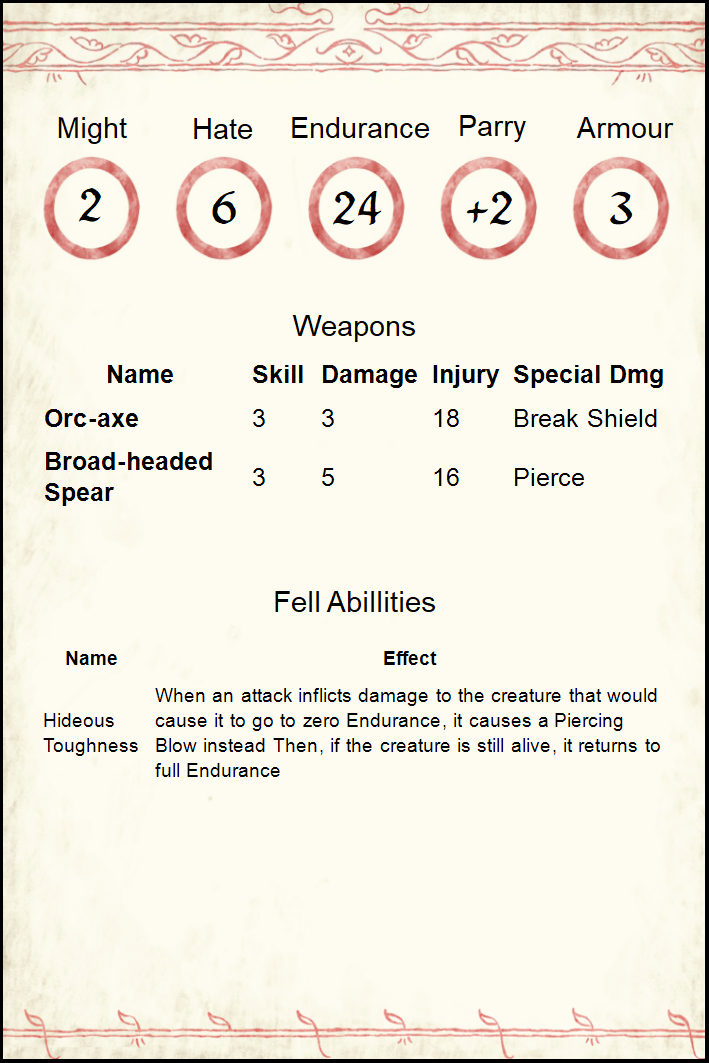 Might Hate Endurance Parry Armour
2 6 24 +2 3
Weapons
Name Skill Damage Injury Special Dmg
Orc-axe 3 3 18 Break Shield
Broad-headed
Spear 3 5 16 Pierce
Fell Abillities
Name Effect
When an attack inflicts damage to the creature that would
Hideous cause it to go to zero Endurance, it causes a Piercing
Toughness Blow instead Then, if the creature is still alive, it returns to
full Endurance